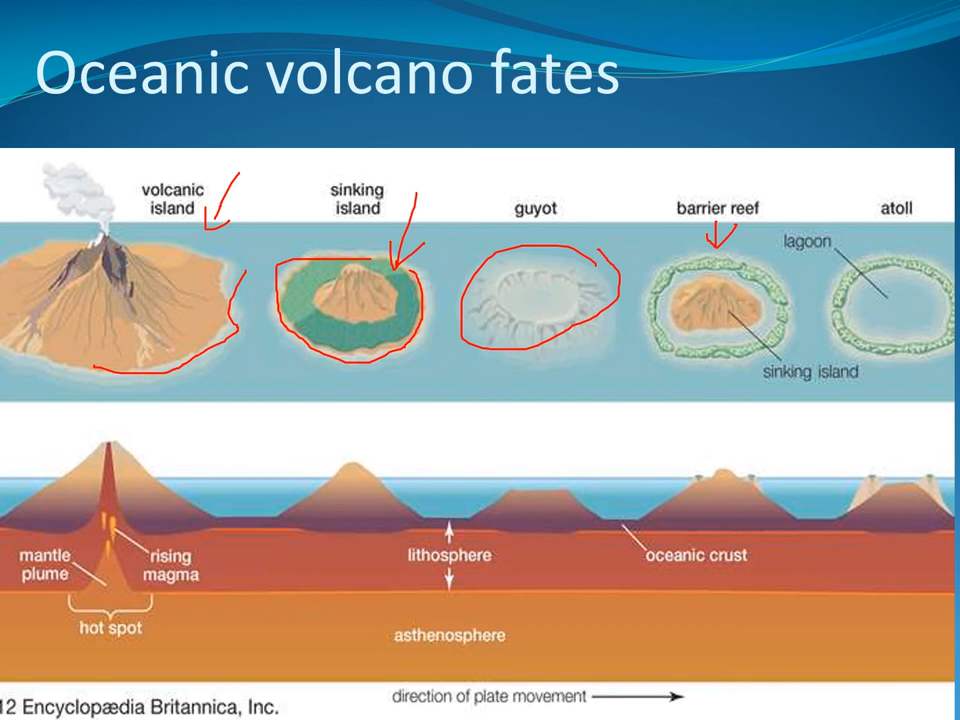 Oceanic volcano fates
volcanic
island
sinking
island
guyot
barrier reef
atoll
lagoon
sinking island
mantle
plume
rising
magma
lithosphere
oceanic crust
hot spot
asthenosphere
direction of plate movement
12 Encyclopædia Britannica, Inc.